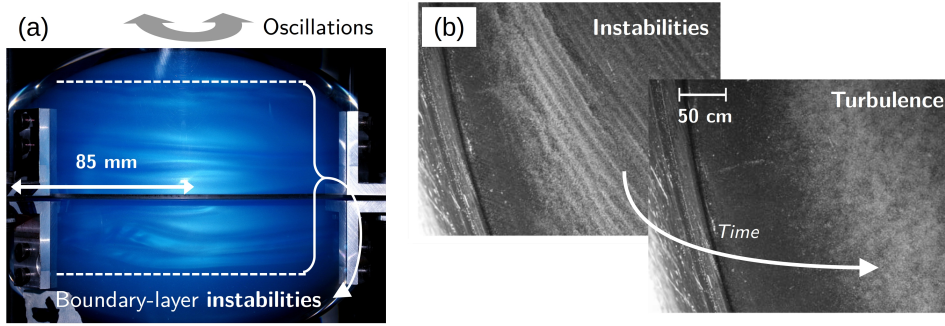 (a)
Oscillations
85 mm
Boundary-layer instabilities
(b)
Instabilities
50 cm
Turbulence
Time